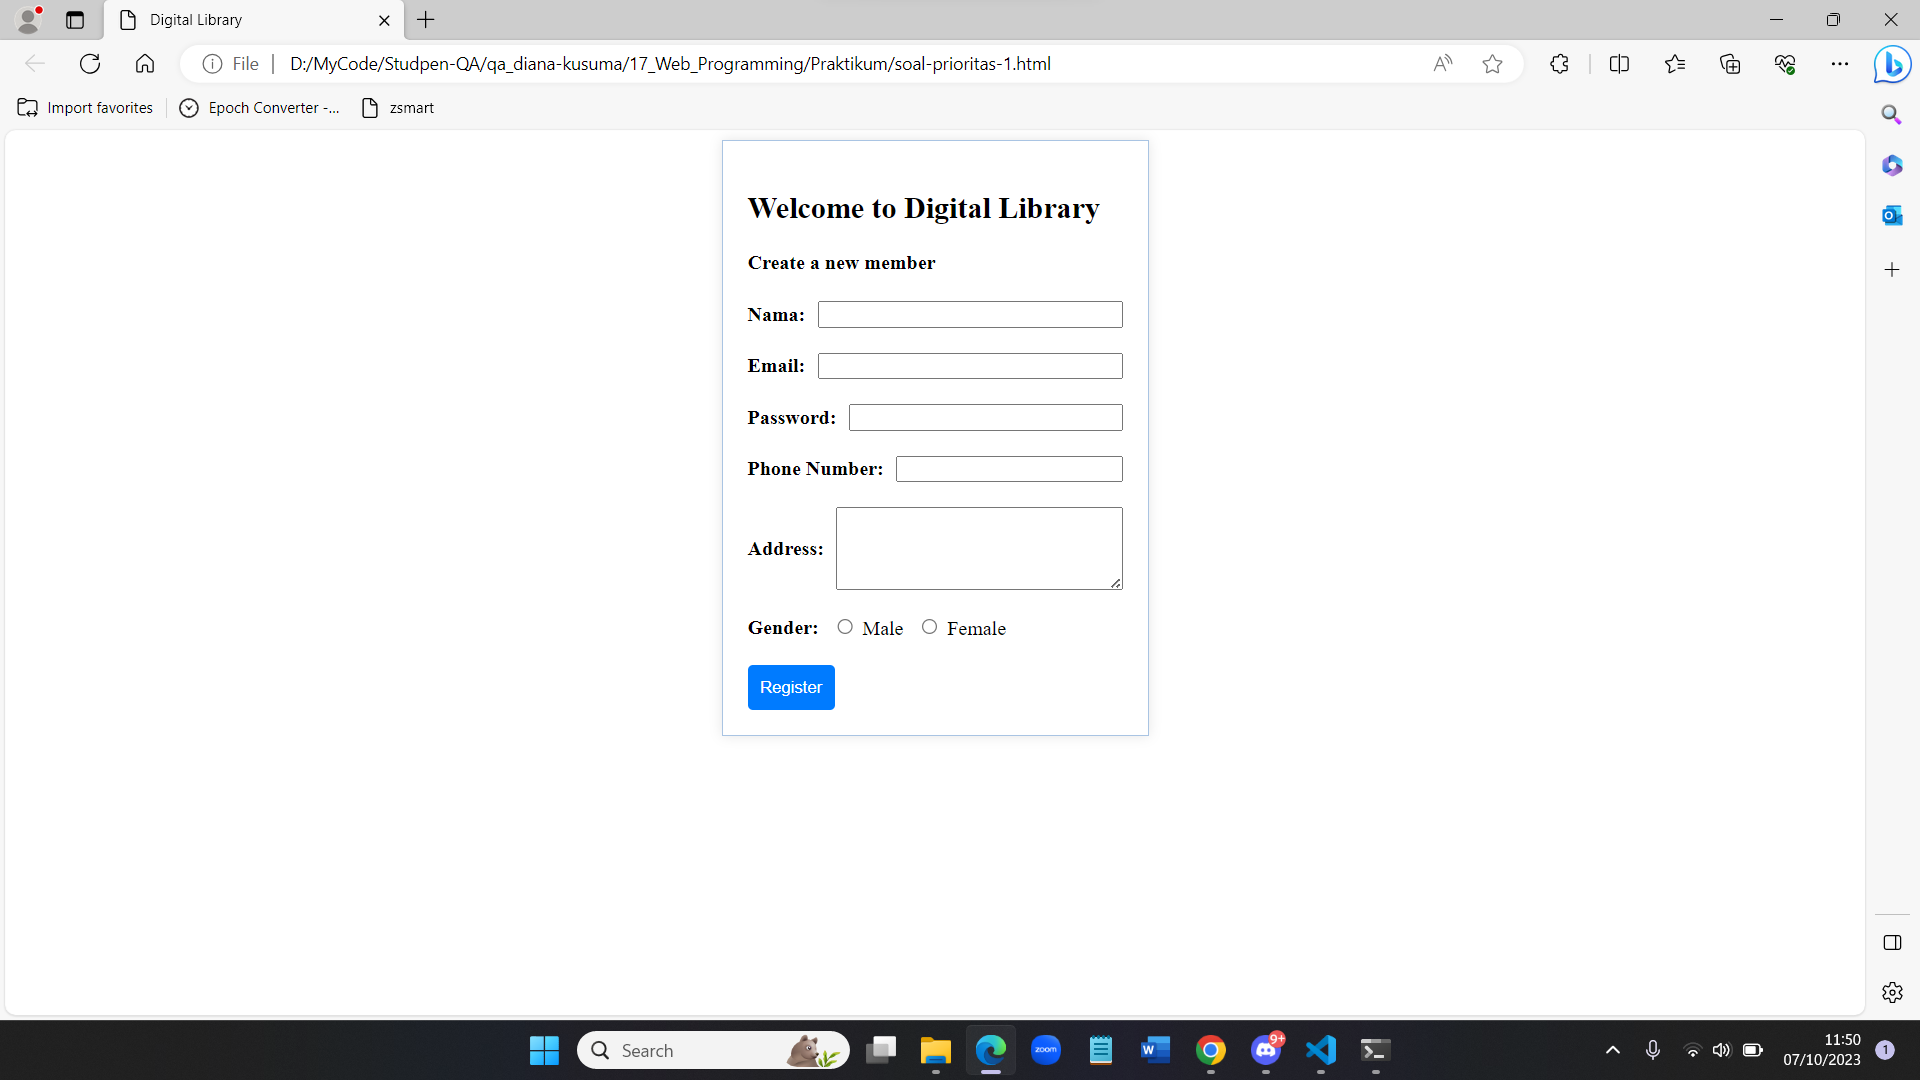 Digital Library
File
D:/MyCode/Studpen-QA/qa_diana-kusuma/17_Web_Programming/Praktikum/soal-prioritas-1.html
Import favorites
Epoch Converter -...
zsmart
Welcome to Digital Library
Create a new member
Nama:
Email:
Password:
Phone Number:
Address:
Gender: Male Female
Register
Search
zoom
9+
11:50
07/10/2023
1